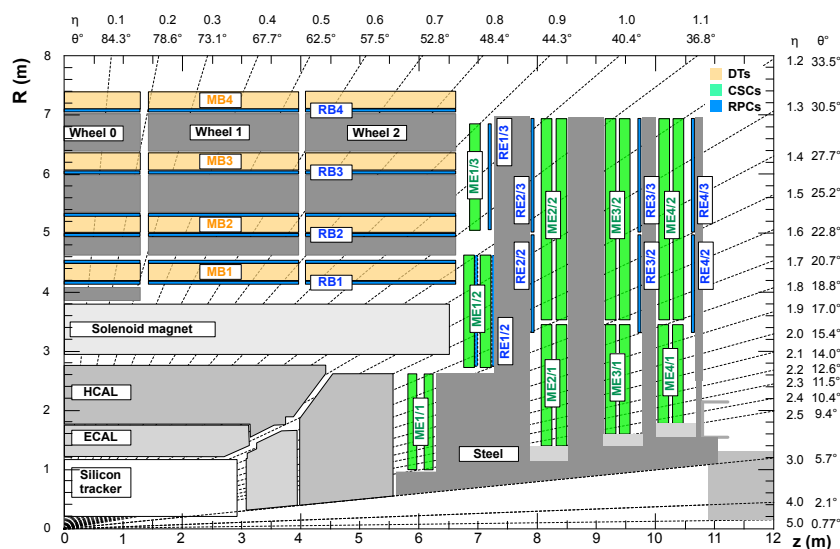 η 0.1 0.2 0.3 0.4 0.5 0.6 0.7 0.8 0.9 1.0 1.1
θ° 84.3° 78.6° 73.1° 67.7° 62.5° 57.5° 52.8° 48.4° 44.3° 40.4° 36.8° η θ°
R (m)
8
7
6
5
4
3
2
1
0
1.2 33.5°
1.3 30.5°
1.4 27.7°
1.5 25.2°
1.6 22.8°
1.7 20.7°
1.8 18.8°
1.9 17.0°
2.0 15.4°
2.1 14.0°
2.2 12.6°
2.3 11.5°
2.4 10.4°
2.5 9.4°
3.0 5.7°
4.0 2.1°
5.0 0.77°
DTs
CSCs
RPCs
MB4
RB4
Wheel 0 Wheel 1 Wheel 2
MB3
RB3
MB2
RB2
MB1
RB1
Solenoid magnet
HCAL
ECAL
Silicon
tracker
Steel
ME1/3
RE1/3
ME1/2
RE1/2
ME1/1
RE2/3
RE2/2
ME2/2
ME2/1
ME3/2
ME3/1
RE3/3
RE3/2
ME4/2
ME4/1
RE4/3
RE4/2
0 1 2 3 4 5 6 7 8 9 10 11 12
z (m)